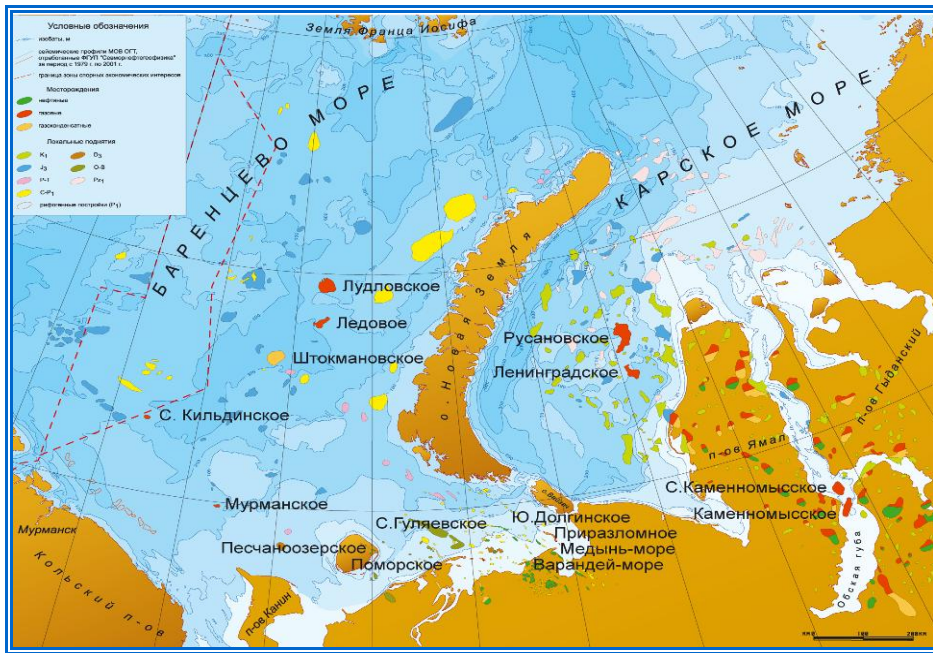 Условные обозначения
изобаты, м
сейсмические профили МОВ ОГТ,
отработанные ФГУП "Севморнефтегеофизика"
за период с 1979 г. по 2001 г.
граница зоны спорных экономических интересов
Месторождения
нефтяные
газовые
газоконденсатные
Локальные поднятия
K1
D3
J3
O-S
P-T
Pz1
C-P1
рифогенные постройки (P1)
Земля Франца Иосифа
БАРЕНЦЕВО МОРЕ
КАРСКОЕ МОРЕ
о. Новая Земля
Лудловское
Ледовое
Штокмановское
С. Кильдинское
Русановское
Ленинградское
п-ов Гыданский
п-ов Ямал
С.Каменномысское
Каменномысское
Обская губа
Мурманск
Кольский п-ов
Мурманское
Песчаноозерское
С.Гуляевское
Поморское
п-ов Канин
Ю.Долгинское
Приразломное
Медынь-море
Варандей-море